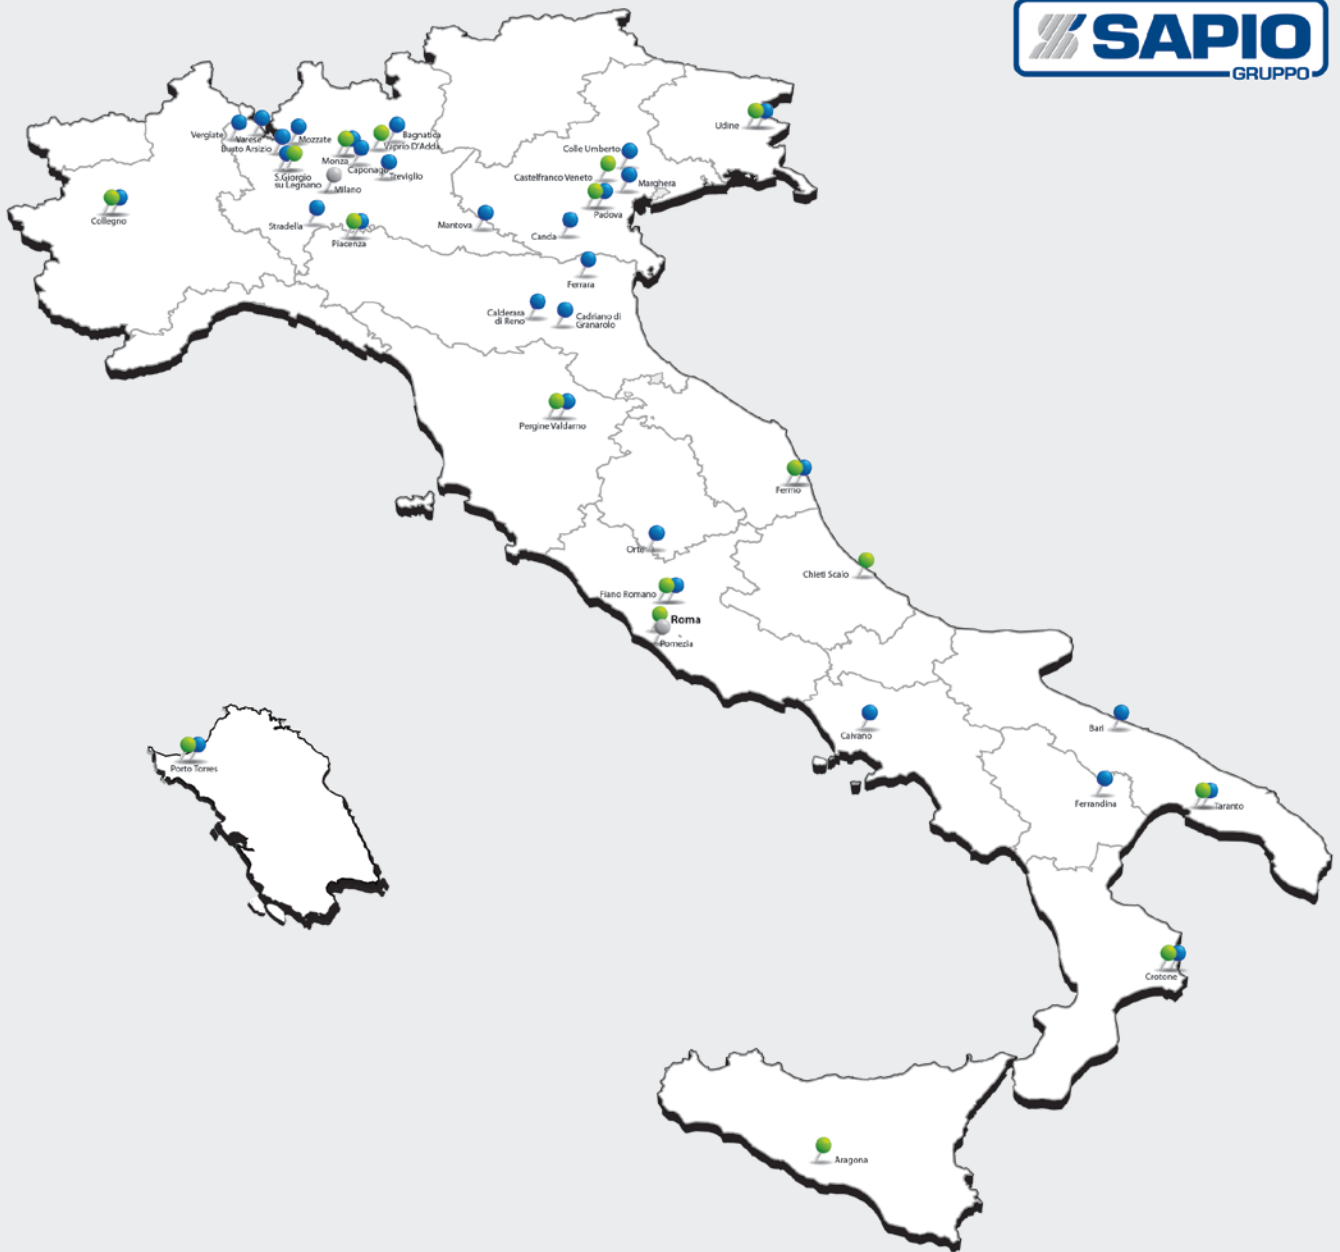 SAPIO
GRUPPO
Udine
Vergiate
Varese
Busto Arsizio
Mozzate
Bagnatica
Vaprio D'Adda
Monza
Caponago
Treviglio
S.Giorgio
su Legnano
Milano
Colle Umberto
Castelfranco Veneto
Marghera
Padova
Collegno
Stradella
Piacenza
Mantova
Canda
Ferrara
Calderara
di Reno
Cadriano di
Granarolo
Pergine Valdarno
Fermo
Orte
Chieti Scalo
Fiano Romano
Roma
Pomezia
Caivano
Bari
Porto Torres
Ferrandina
Taranto
Crotone
Aragona